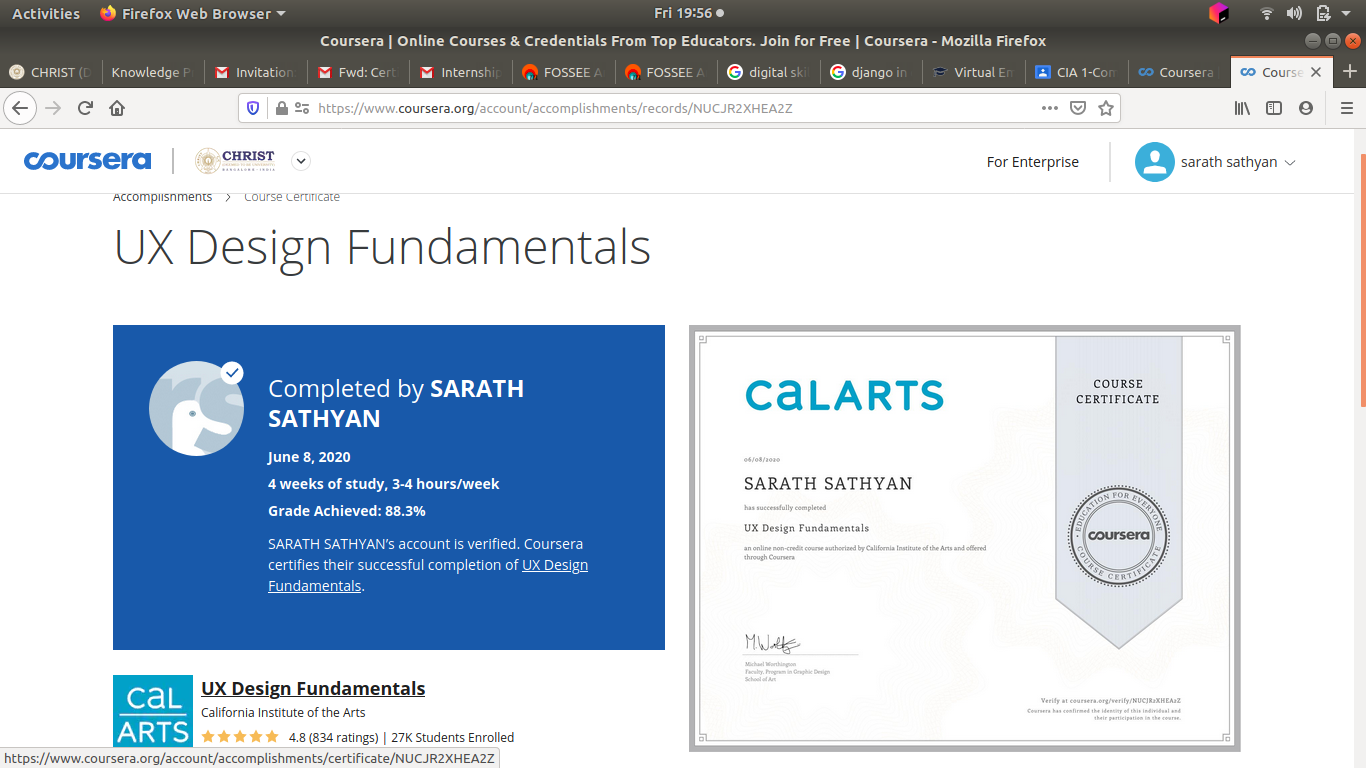 Activities
Firefox Web Browser
Fri 19:56
Coursera | Online Courses & Credentials From Top Educators. Join for Free | Coursera - Mozilla Firefox
CHRIST (D
Knowledge P
Invitation
Fwd: Cert
Internship
FOSSEE A
FOSSEE A
digital ski
django in
Virtual En
CIA 1-Com
Coursera
Course
https://www.coursera.org/account/accomplishments/records/NUCJR2XHEA2Z
coursera
CHRIST
BENGALURU · INDIA
For Enterprise
sarath sathyan
Accomplishments > Course Certificate
UX Design Fundamentals
Completed by SARATH
SATHYAN
June 8, 2020
4 weeks of study, 3-4 hours/week
Grade Achieved: 88.3%
SARATH SATHYAN’s account is verified. Coursera
certifies their successful completion of UX Design
Fundamentals.
CALARTS
06/08/2020
SARATH SATHYAN
has successfully completed
UX Design Fundamentals
an online non-credit course authorized by California Institute of the Arts and offered
through Coursera
Michael Worthington
Faculty, Program in Graphic Design
School of Art
COURSE
CERTIFICATE
EDUCATION FOR EVERYONE
coursera
COURSE CERTIFICATE
Verify at coursera.org/verify/NUCJR2XHEA2Z
Coursera has confirmed the identity of this individual and
their participation in the course.
CAL
ARTS
UX Design Fundamentals
California Institute of the Arts
4.8 (834 ratings) | 27K Students Enrolled
https://www.coursera.org/account/accomplishments/certificate/NUCJR2XHEA2Z